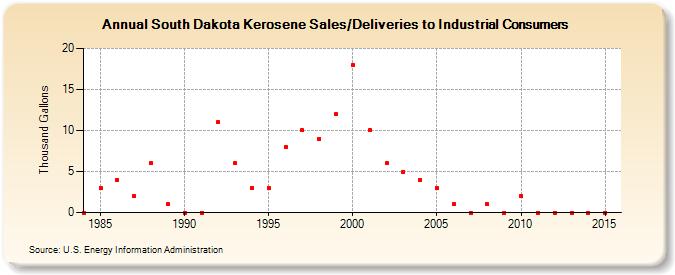 Annual South Dakota Kerosene Sales/Deliveries to Industrial Consumers
Thousand Gallons
20
15
10
5
0
1985 1990 1995 2000 2005 2010 2015
Source: U.S. Energy Information Administration